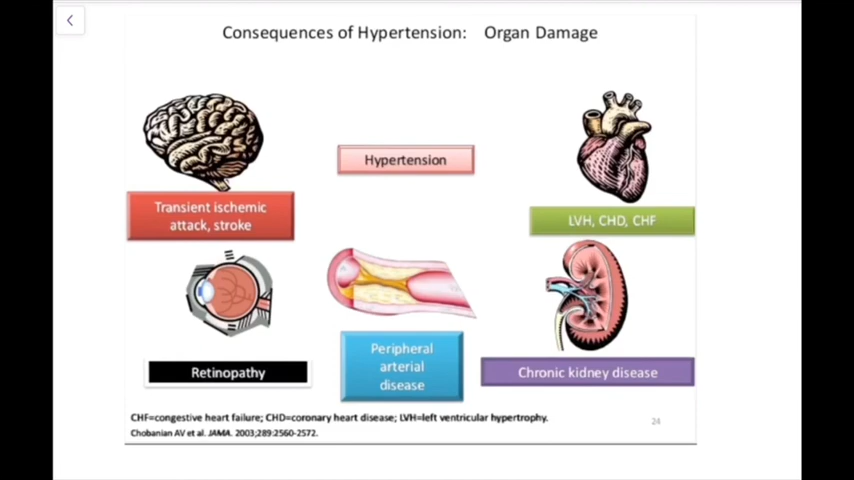 Consequences of Hypertension: Organ Damage
Hypertension
Transient ischemic
attack, stroke
LVH, CHD, CHF
Retinopathy
Peripheral
arterial
disease
Chronic kidney disease
CHF=congestive heart failure; CHD=coronary heart disease; LVH=left ventricular hypertrophy.
24
Chobanian AV et al. JAMA. 2003;289:2560-2572.